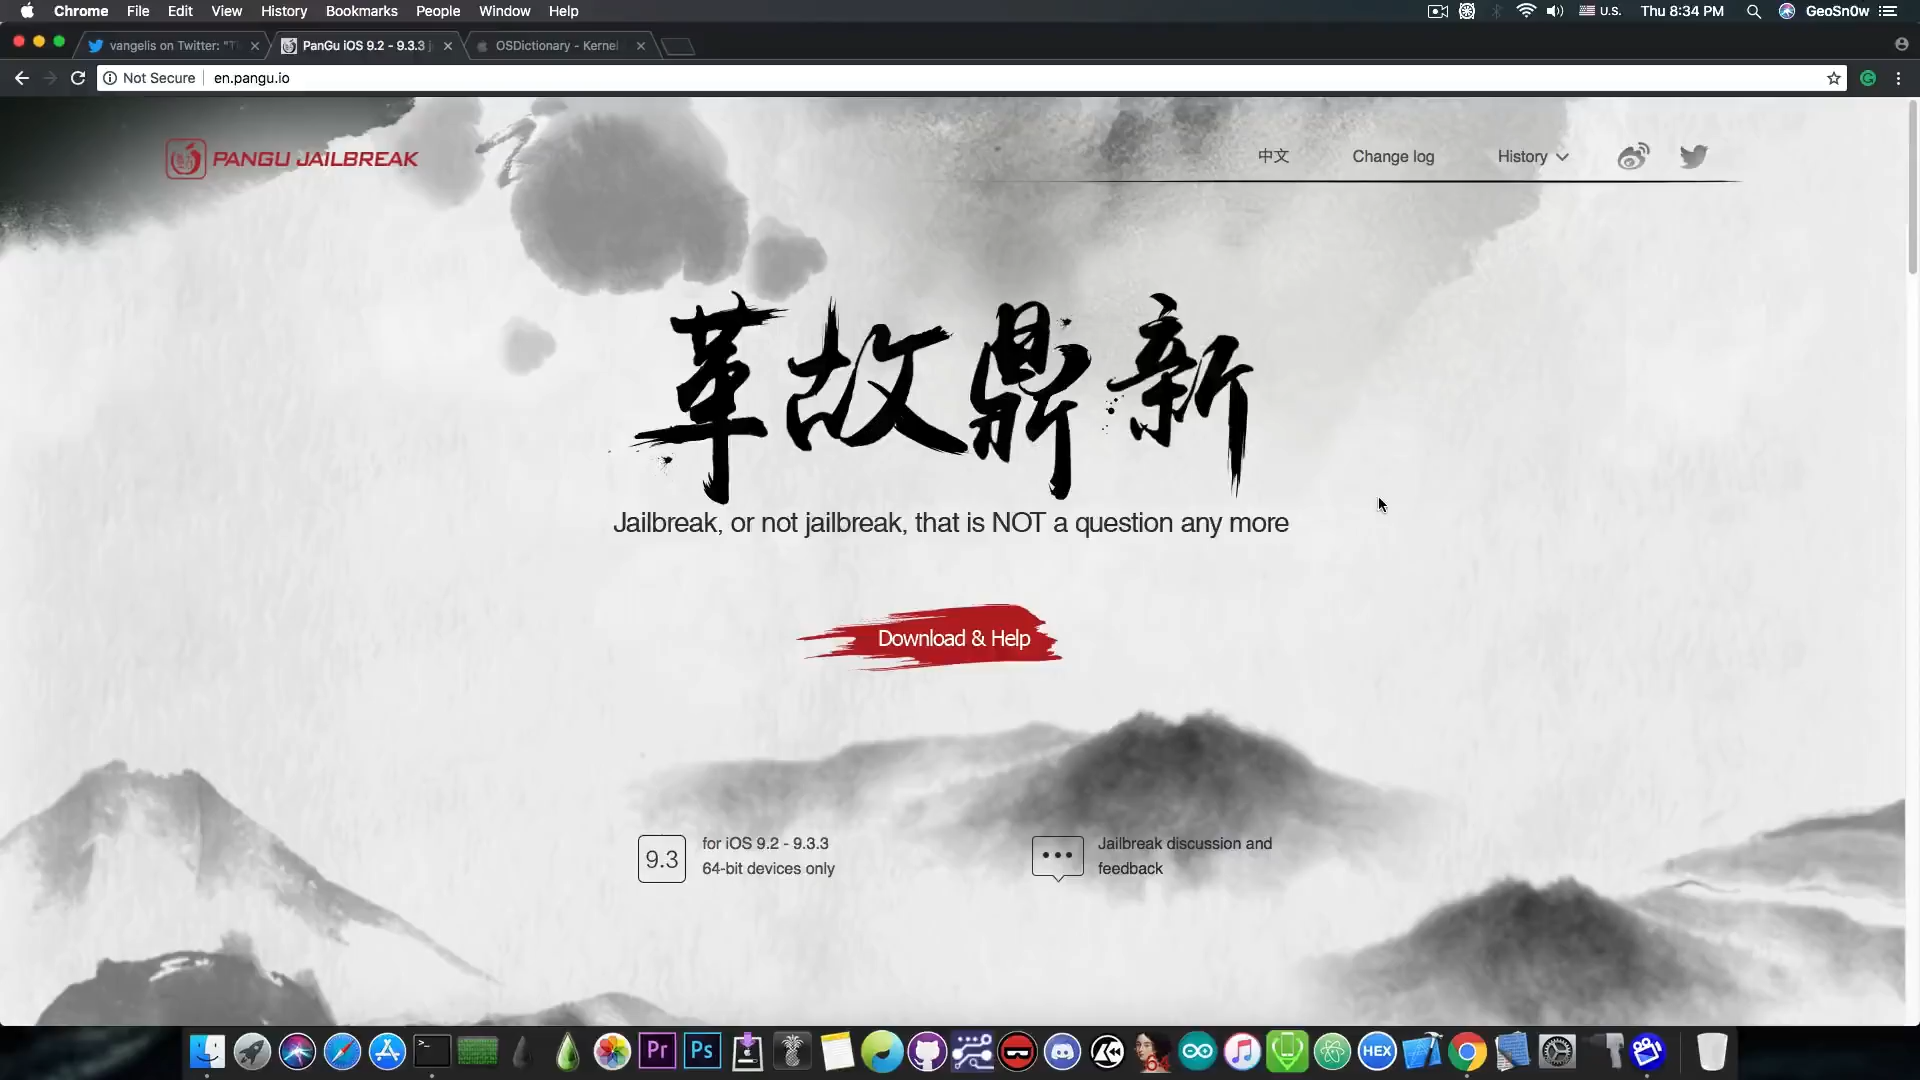 Chrome File Edit View History Bookmarks People Window Help
U.S. Thu 8:34 PM GeoSn0w
vangelis on Twitter: "T
PanGu iOS 9.2 - 9.3.3
OSDictionary - Kernel
Not Secure en.pangu.io
PANGU JAILBREAK
中文 Change log History
革故鼎新
Jailbreak, or not jailbreak, that is NOT a question any more
Download & Help
9.3
for iOS 9.2 - 9.3.3
64-bit devices only
Jailbreak discussion and
feedback
Pr Ps 64 HEX